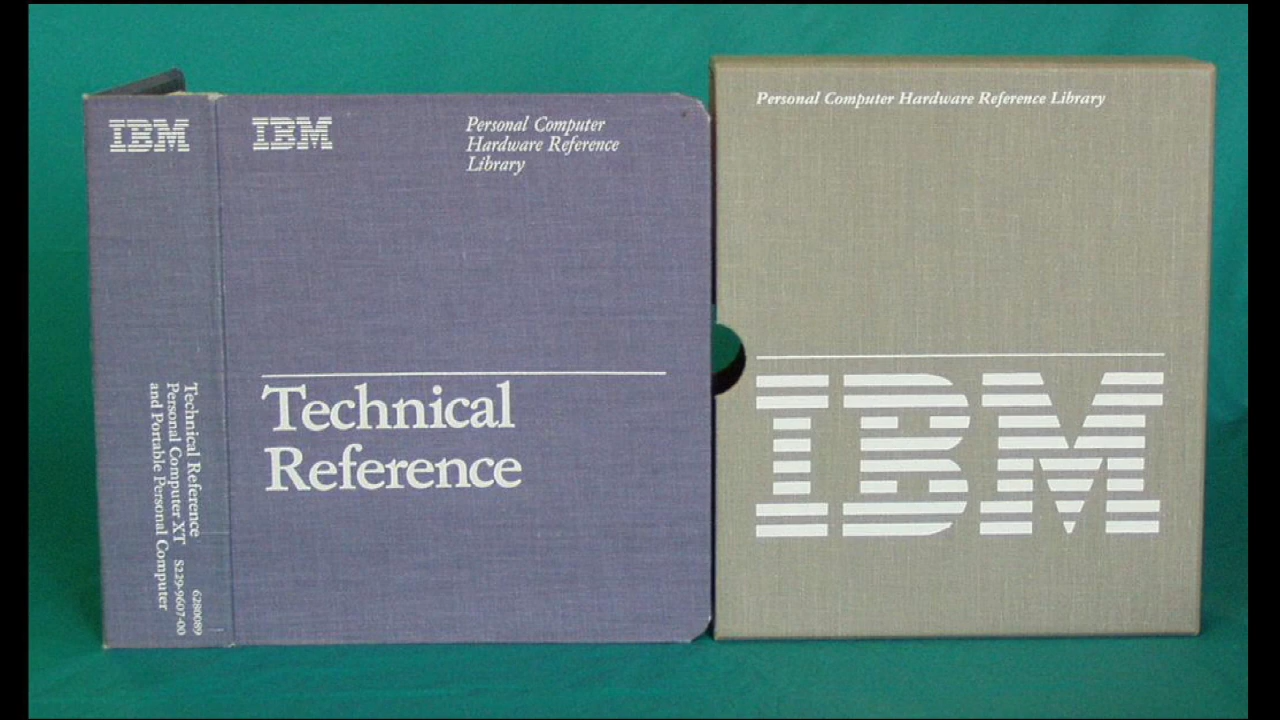 IBM
Technical Reference
Personal Computer XT
and Portable Personal Computer
6280089
S229-9607-00
IBM
Personal Computer
Hardware Reference
Library
Technical
Reference
Personal Computer Hardware Reference Library
IBM